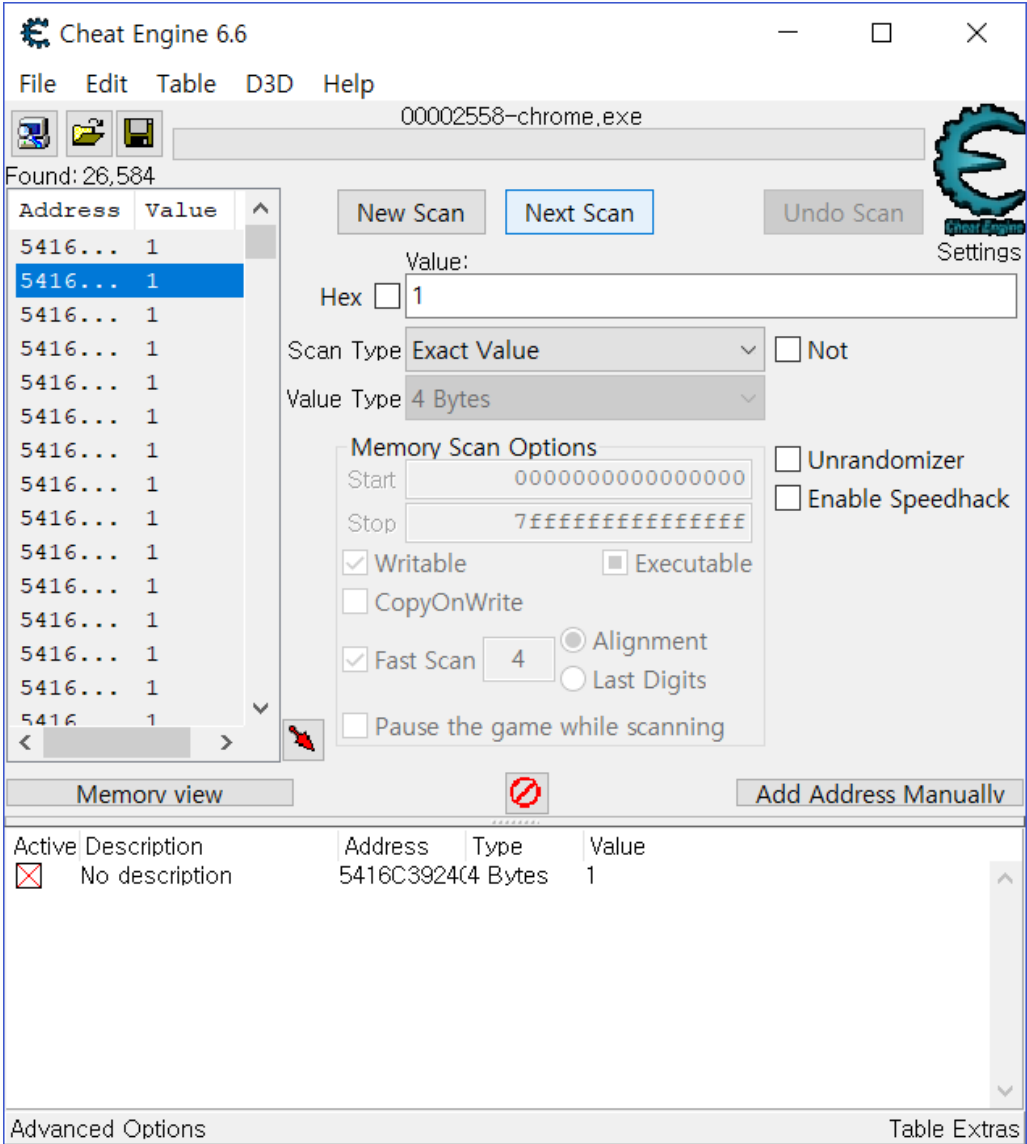 Cheat Engine 6.6
File Edit Table D3D Help
00002558-chrome.exe
Found: 26,584
Address Value
5416... 1
5416... 1
5416... 1
5416... 1
5416... 1
5416... 1
5416... 1
5416... 1
5416... 1
5416... 1
5416... 1
5416... 1
5416... 1
5416... 1
5416 1
New Scan Next Scan Undo Scan
Cheat Engine
Settings
Value:
Hex 1
Scan Type Exact Value Not
Value Type 4 Bytes
Memory Scan Options
Start 0000000000000000
Stop 7fffffffffffffff
Writable Executable
CopyOnWrite
Fast Scan 4 Alignment
Last Digits
Pause the game while scanning
Unrandomizer
Enable Speedhack
Memory view Add Address Manually
Active Description Address Type Value
No description 5416C3924( 4 Bytes 1
Advanced Options Table Extras